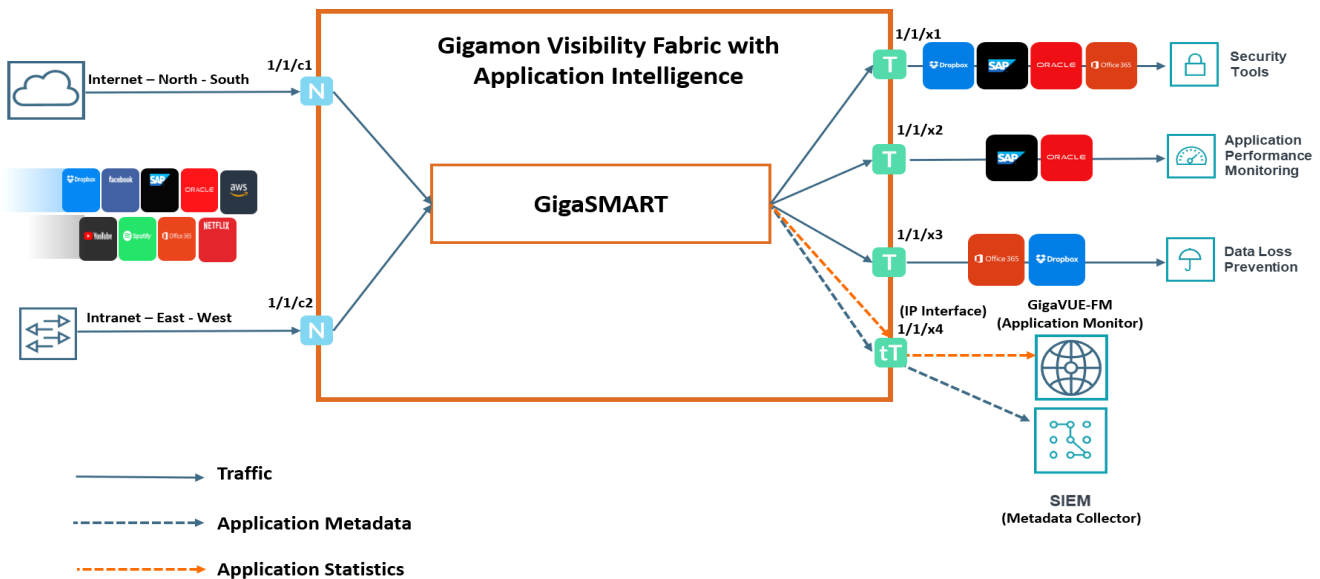 Gigamon Visibility Fabric with
Application Intelligence
Internet – North - South
1/1/c1
N
Dropbox
facebook
SAP
ORACLE
aws
YouTube
Spotify
Office 365
NETFLIX
Intranet – East - West
1/1/c2
N
GigaSMART
1/1/x1
T
Dropbox
SAP
ORACLE
Office 365
Security
Tools
1/1/x2
T
SAP
ORACLE
Application
Performance
Monitoring
1/1/x3
T
Office 365
Dropbox
Data Loss
Prevention
(IP Interface)
1/1/x4
tT
GigaVUE-FM
(Application Monitor)
SIEM
(Metadata Collector)
Traffic
Application Metadata
Application Statistics